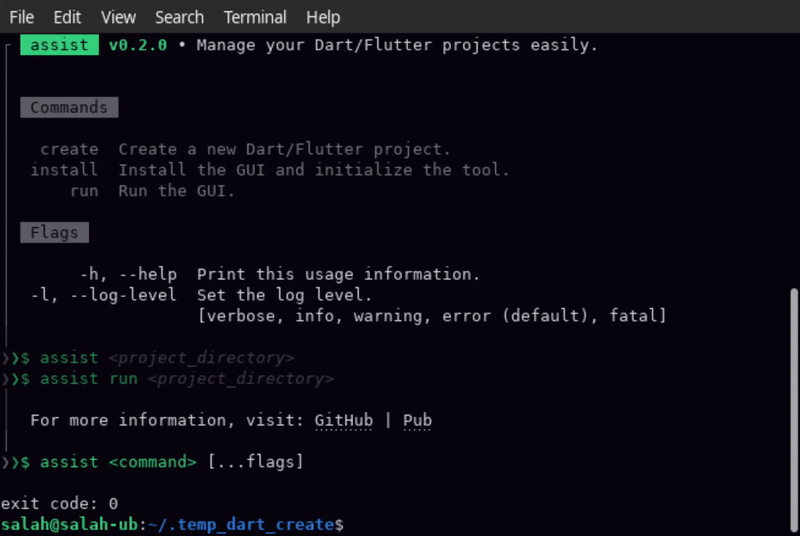 File Edit View Search Terminal Help
assist v0.2.0 • Manage your Dart/Flutter projects easily.
Commands
create Create a new Dart/Flutter project.
install Install the GUI and initialize the tool.
run Run the GUI.
Flags
-h, --help Print this usage information.
-l, --log-level Set the log level.
[verbose, info, warning, error (default), fatal]
❯❯$ assist <project_directory>
❯❯$ assist run <project_directory>
For more information, visit: GitHub | Pub
❯❯$ assist <command> [...flags]
exit code: 0
salah@salah-ub:~/.temp_dart_create$